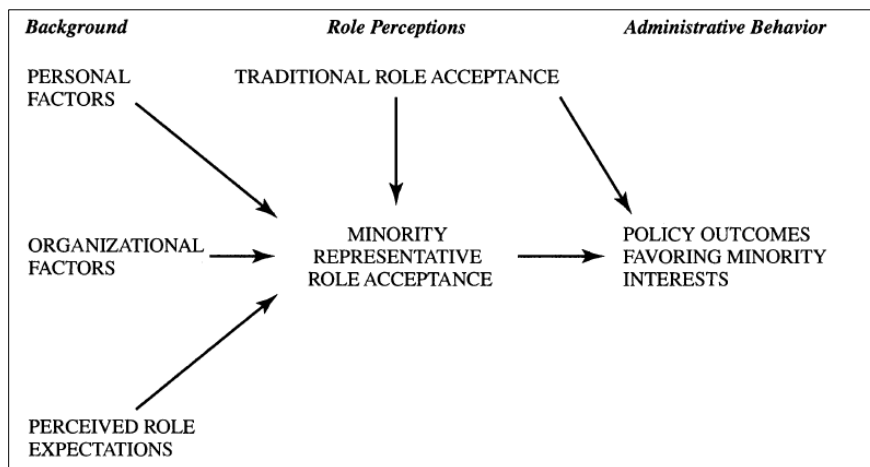 Background
Role Perceptions
Administrative Behavior
PERSONAL
FACTORS
TRADITIONAL ROLE ACCEPTANCE
ORGANIZATIONAL
FACTORS
MINORITY
REPRESENTATIVE
ROLE ACCEPTANCE
POLICY OUTCOMES
FAVORING MINORITY
INTERESTS
PERCEIVED ROLE
EXPECTATIONS